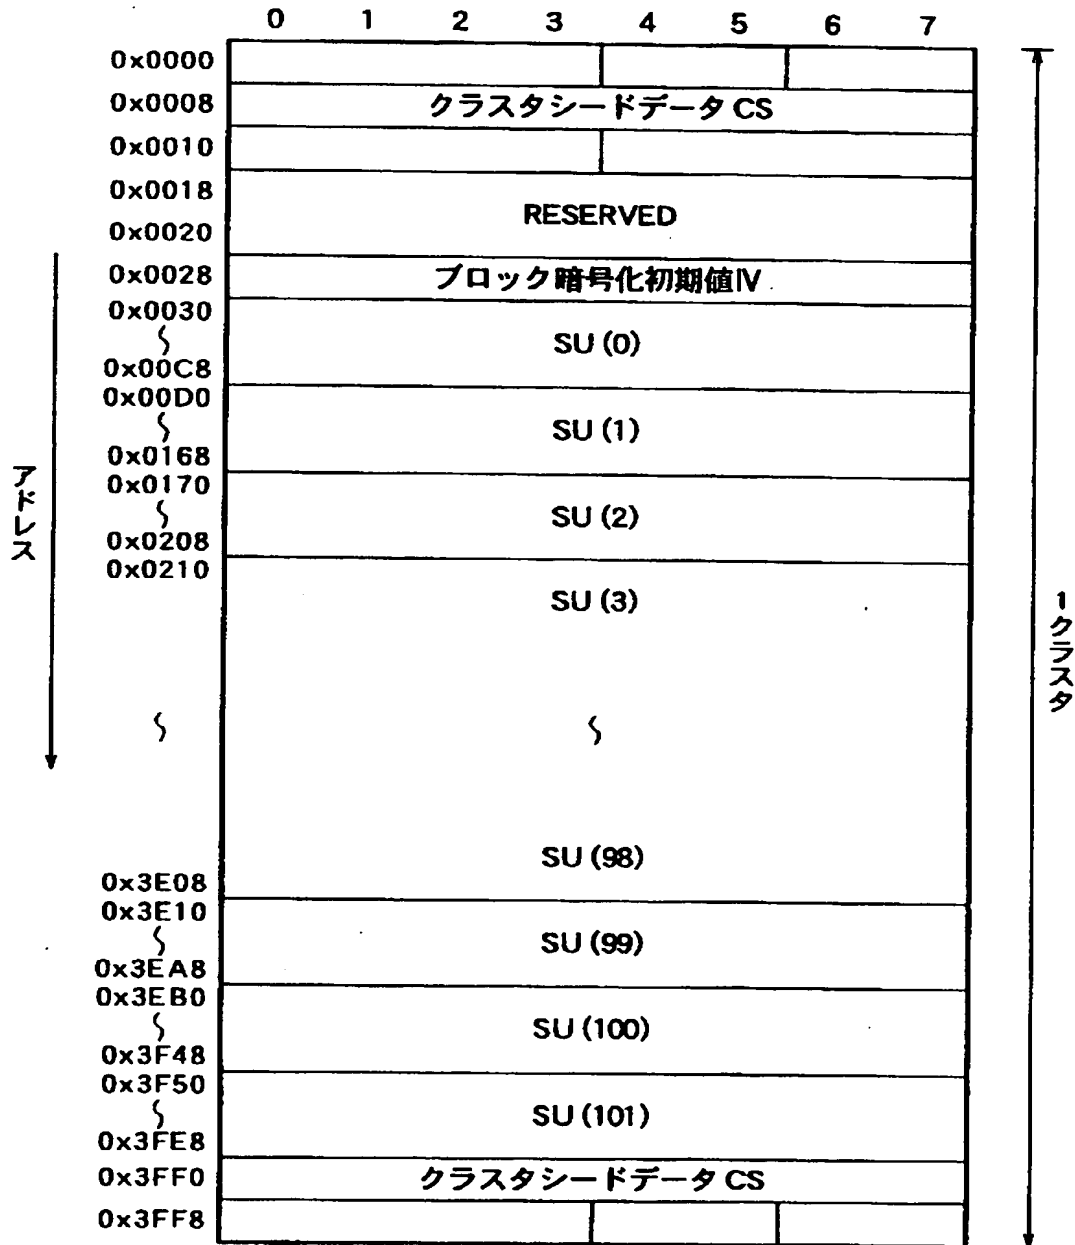 0 1 2 3 4 5 6 7
0x0000
0x0008 クラスタシードデータ CS
0x0010
0x0018
RESERVED
0x0020
0x0028 ブロック暗号化初期値IV
0x0030
SU (0)
0x00C8
0x00D0
SU (1)
0x0168
0x0170
SU (2)
0x0208
0x0210
SU (3)
アドレス
1クラスタ
SU (98)
0x3E08
0x3E10
SU (99)
0x3EA8
0x3EB0
SU (100)
0x3F48
0x3F50
SU (101)
0x3FE8
0x3FF0 クラスタシードデータ CS
0x3FF8